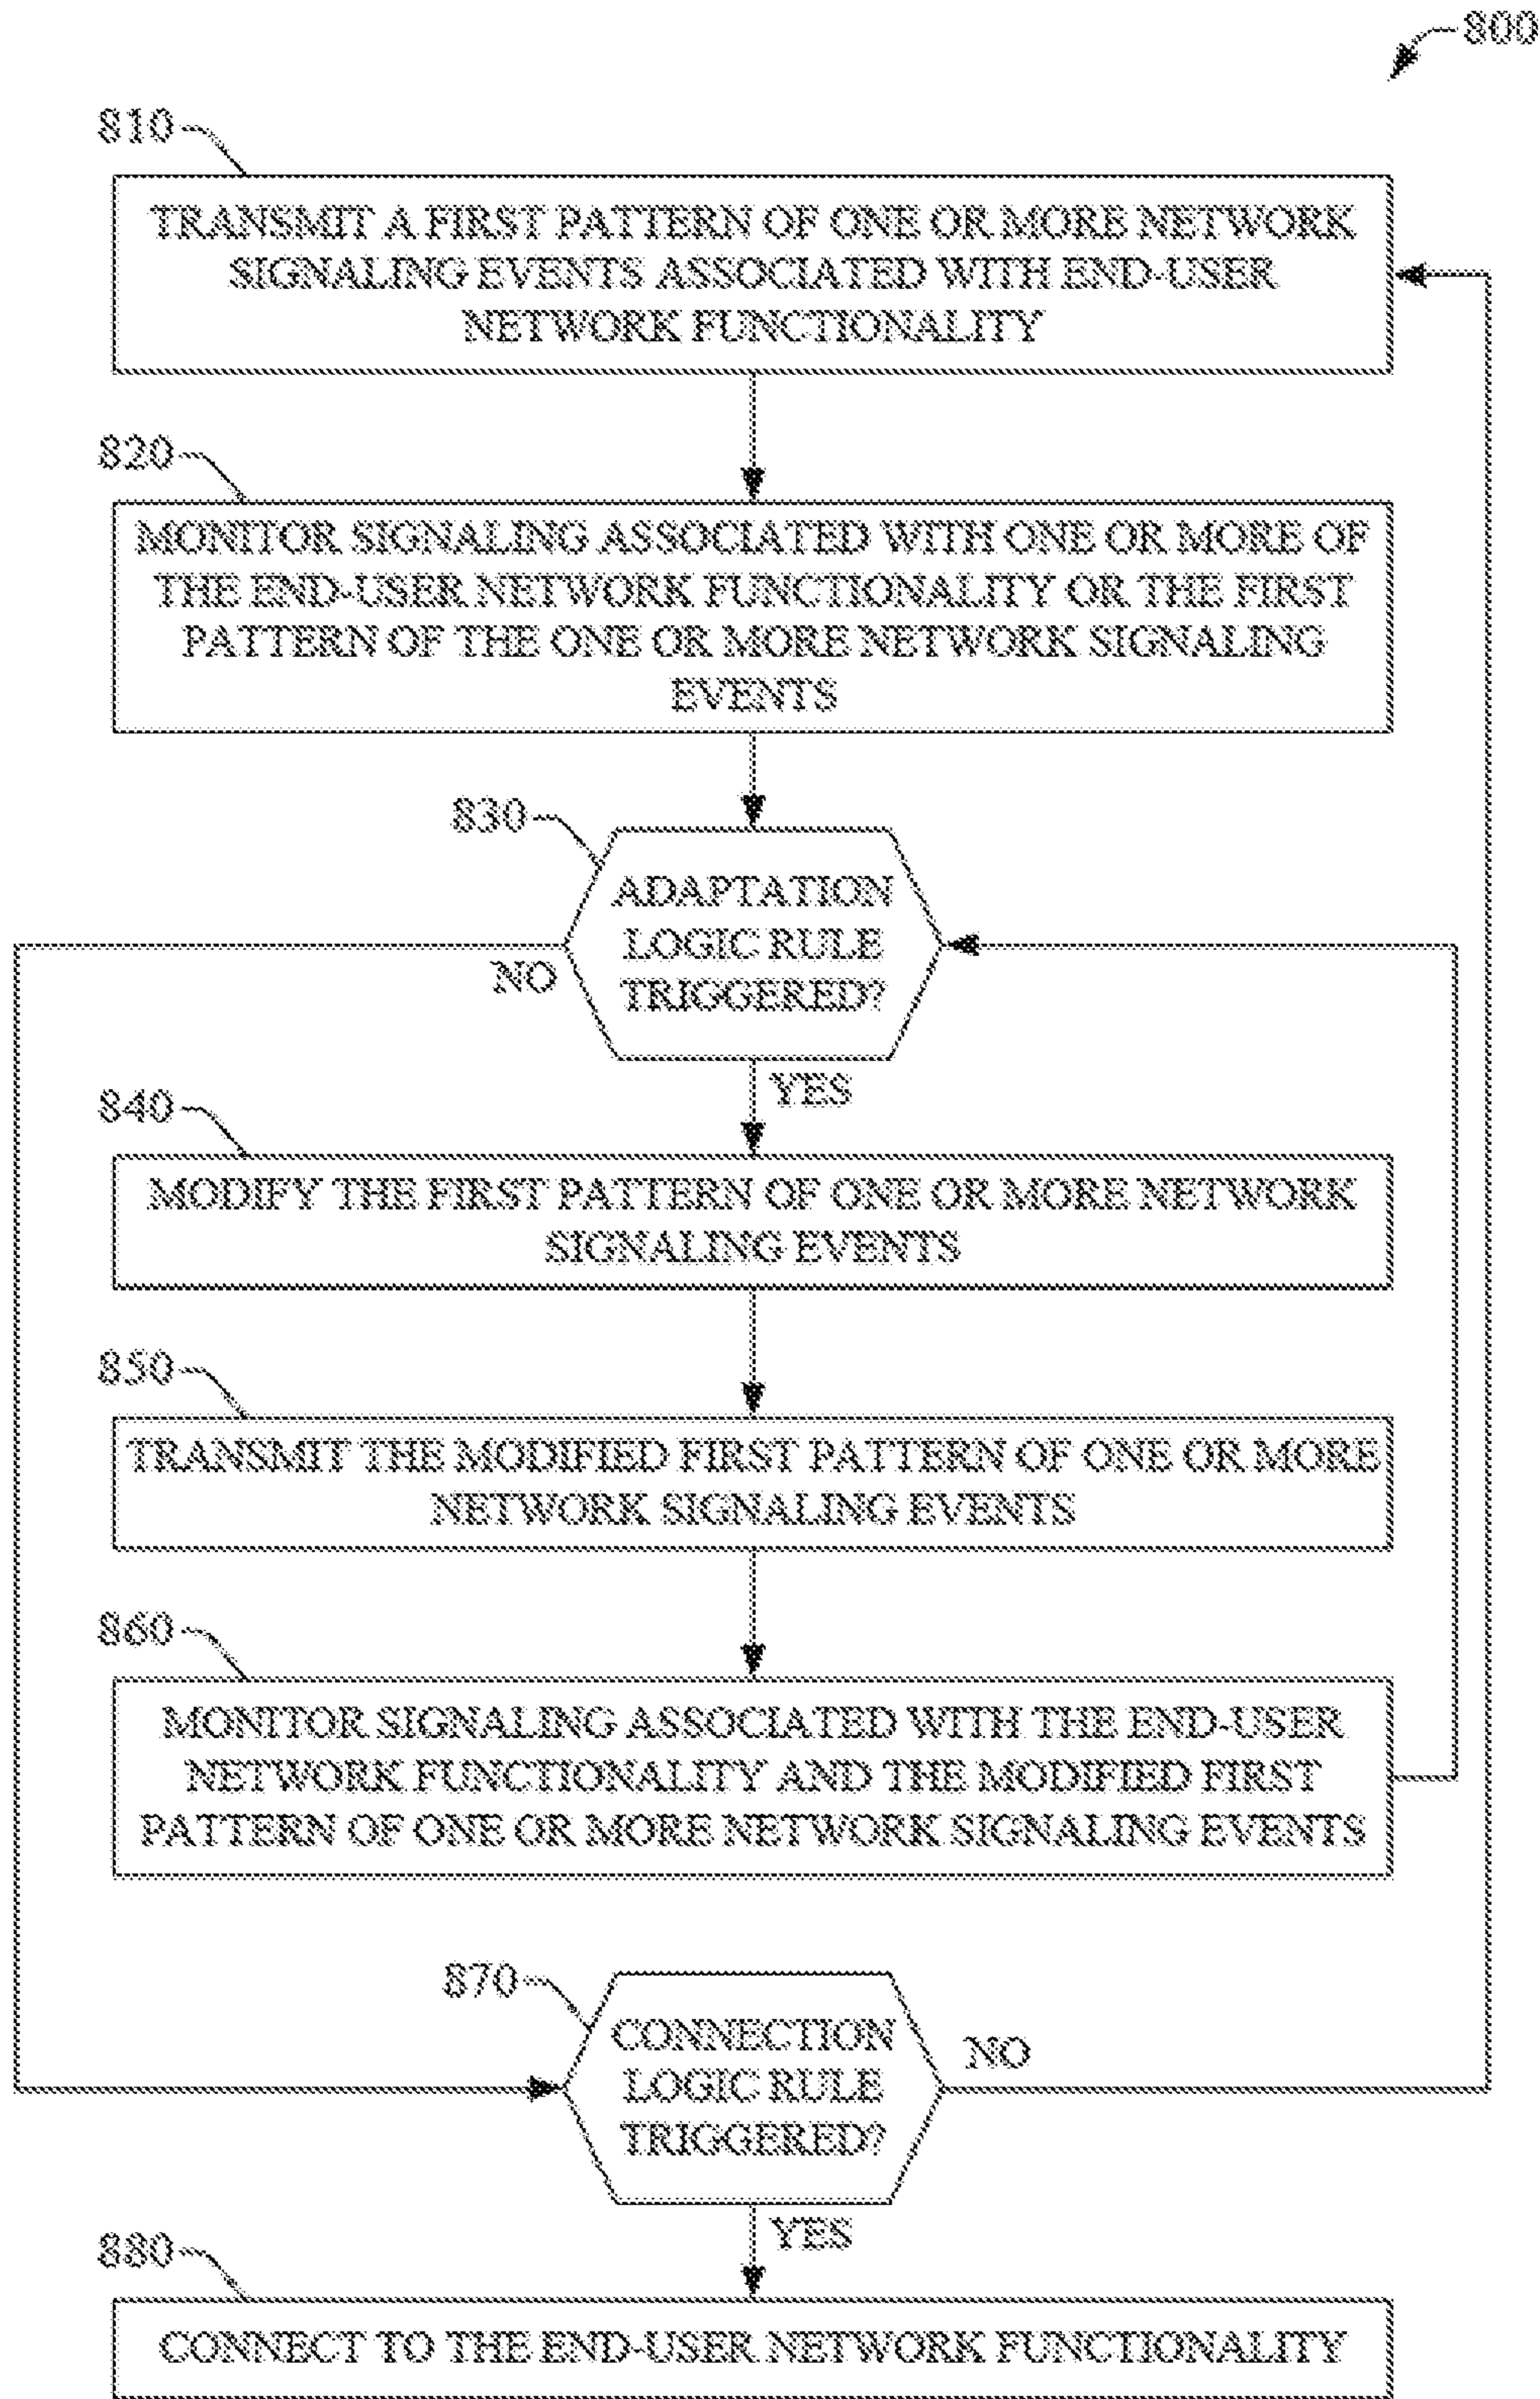 800
810
TRANSMIT A FIRST PATTERN OF ONE OR MORE NETWORK
SIGNALING EVENTS ASSOCIATED WITH END-USER
NETWORK FUNCTIONALITY
820
MONITOR SIGNALING ASSOCIATED WITH ONE OR MORE OF
THE END-USER NETWORK FUNCTIONALITY OR THE FIRST
PATTERN OF THE ONE OR MORE NETWORK SIGNALING
EVENTS
830
ADAPTATION
LOGIC RULE
TRIGGERED?
NO
YES
840
MODIFY THE FIRST PATTERN OF ONE OR MORE NETWORK
SIGNALING EVENTS
850
TRANSMIT THE MODIFIED FIRST PATTERN OF ONE OR MORE
NETWORK SIGNALING EVENTS
860
MONITOR SIGNALING ASSOCIATED WITH THE END-USER
NETWORK FUNCTIONALITY AND THE MODIFIED FIRST
PATTERN OF ONE OR MORE NETWORK SIGNALING EVENTS
870
CONNECTION
LOGIC RULE
TRIGGERED?
NO
YES
880
CONNECT TO THE END-USER NETWORK FUNCTIONALITY